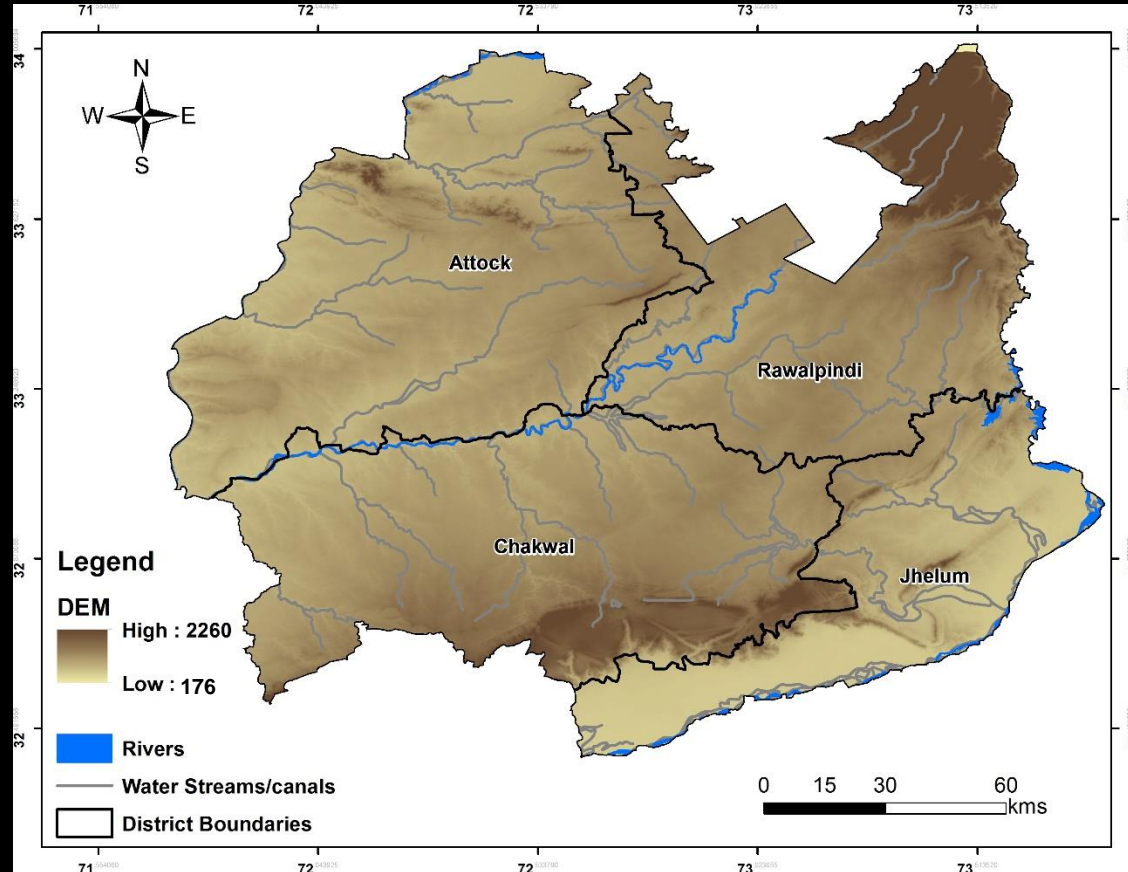 71 72 72 73 73
34
N
W E
S
33
Attock
33
Rawalpindi
Chakwal
32
Jhelum
Legend
DEM
High : 2260
Low : 176
32
Rivers
Water Streams/canals
District Boundaries
0 15 30 60
kms
71 72 72 73 73